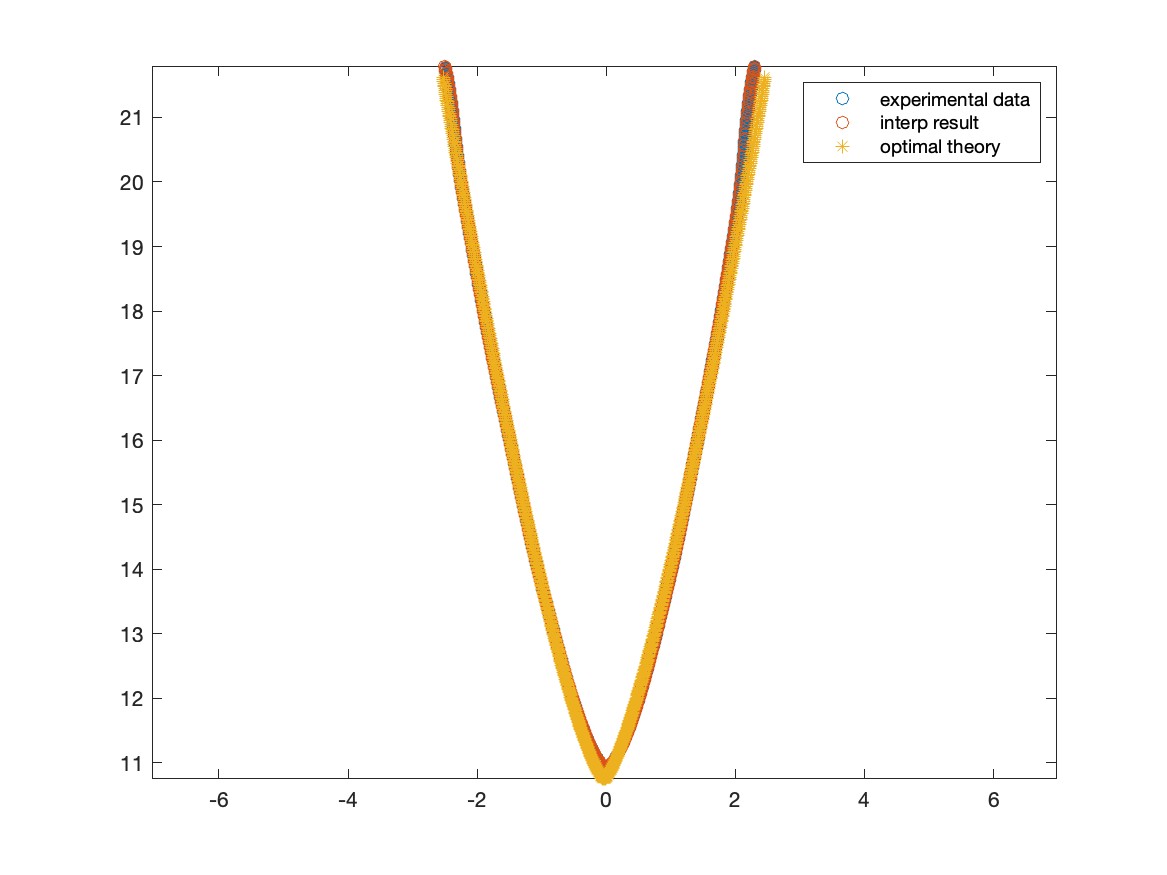 experimental data
interp result
optimal theory
21
20
19
18
17
16
15
14
13
12
11
-6 -4 -2 0 2 4 6